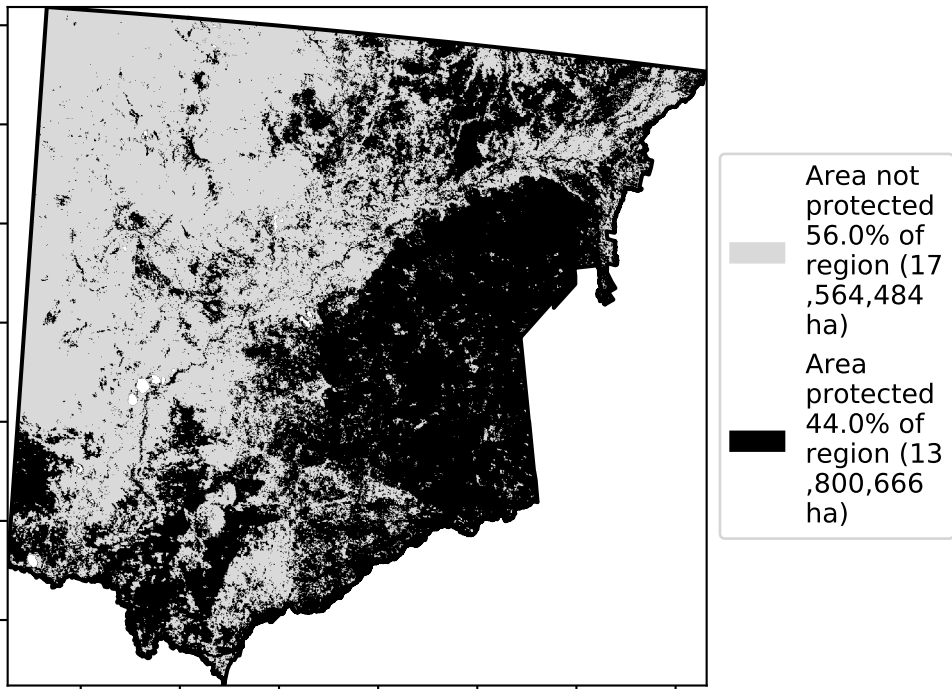 Area not
protected
56.0% of
region (17
,564,484
ha)
Area
protected
44.0% of
region (13
,800,666
ha)